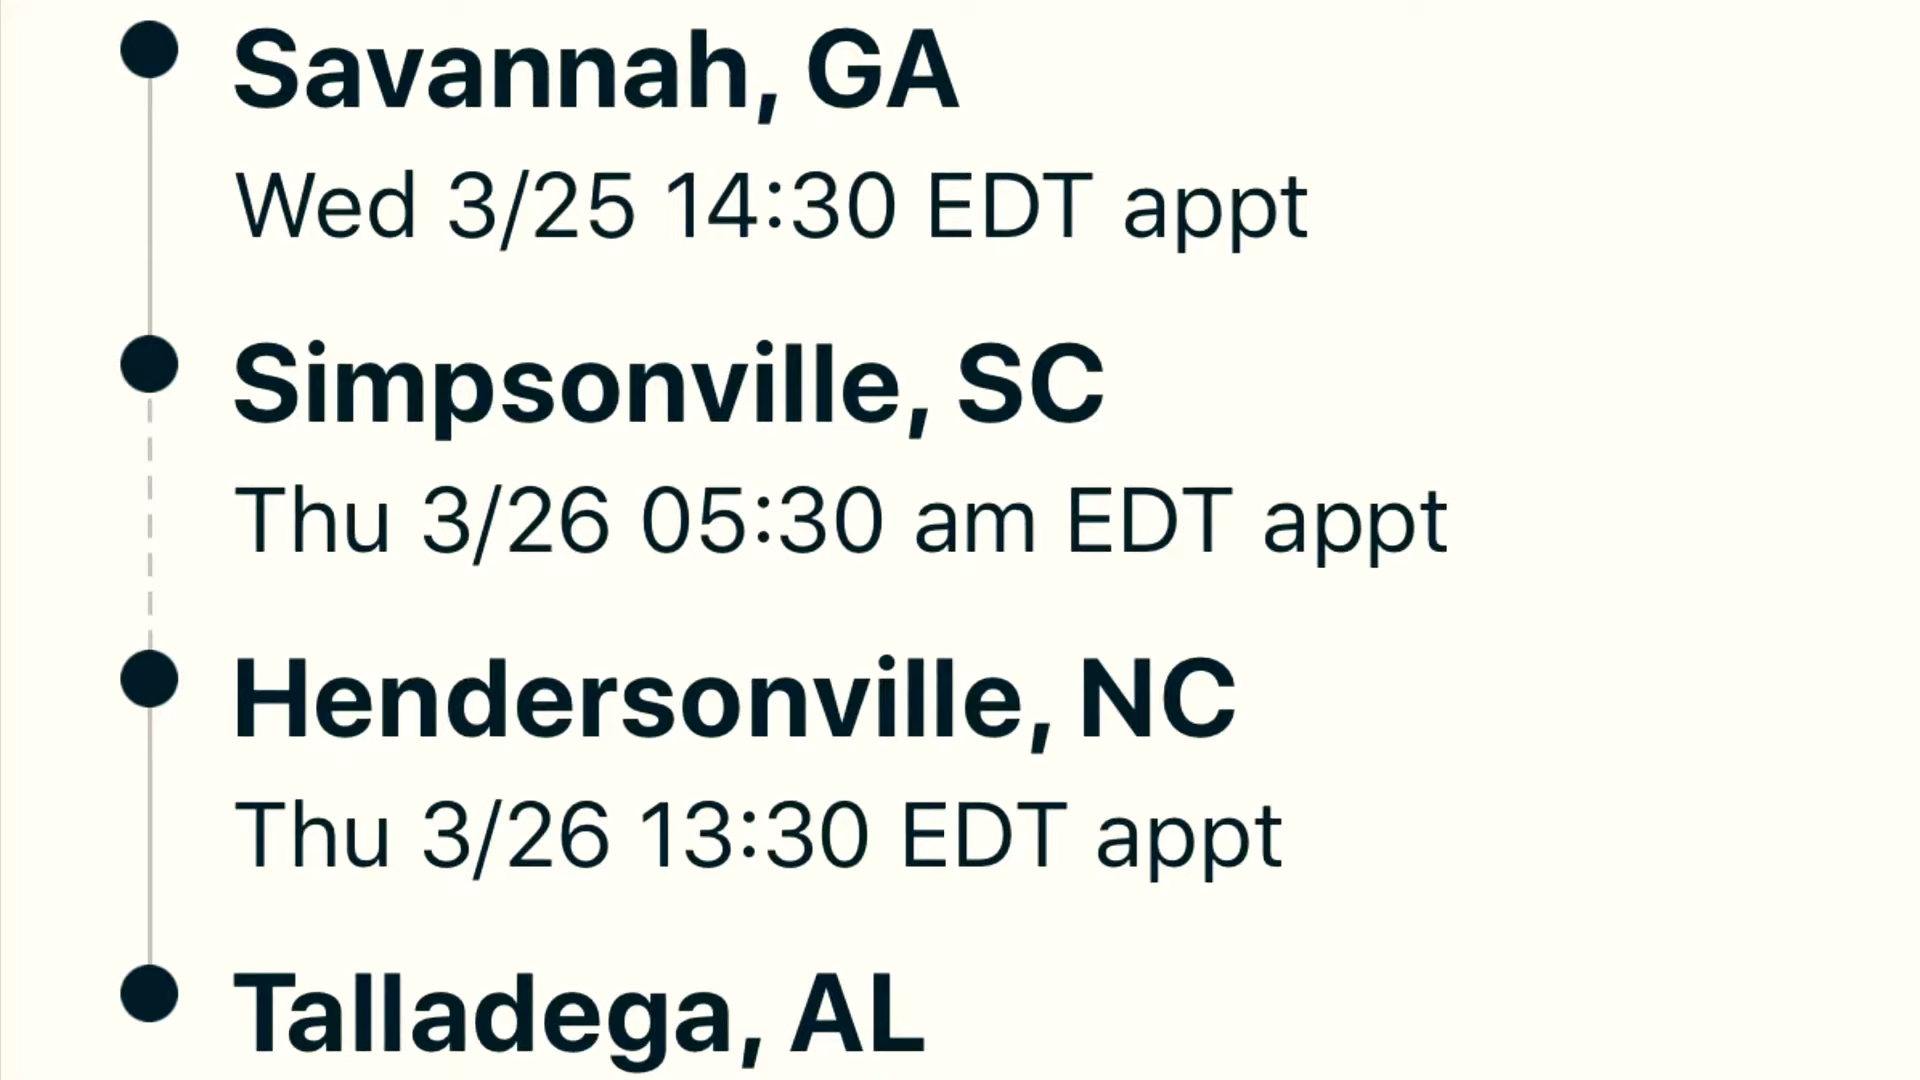 Savannah, GA
Wed 3/25 14:30 EDT appt
Simpsonville, SC
Thu 3/26 05:30 am EDT appt
Hendersonville, NC
Thu 3/26 13:30 EDT appt
Talladega, AL